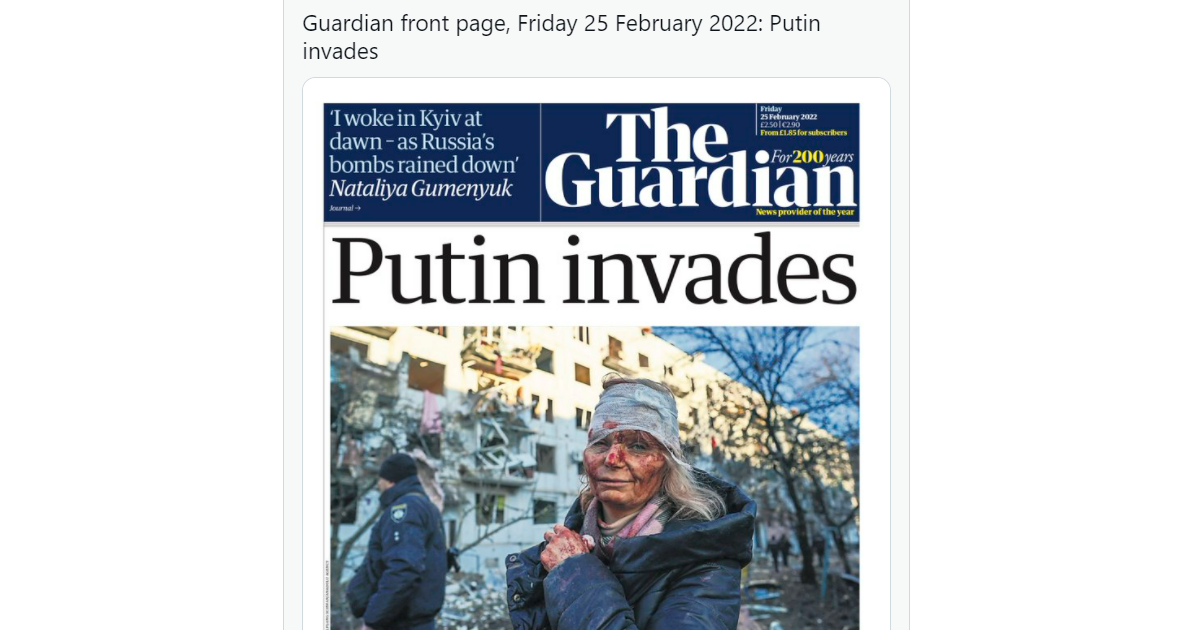 Guardian front page, Friday 25 February 2022: Putin
invades
'I woke in Kyiv at
dawn – as Russia's
bombs rained down'
Nataliya Gumenyuk
Journal →
The
Guardian
Friday
25 February 2022
£2.50 | €2.90
From £1.85 for subscribers
For 200 years
News provider of the year
Putin invades